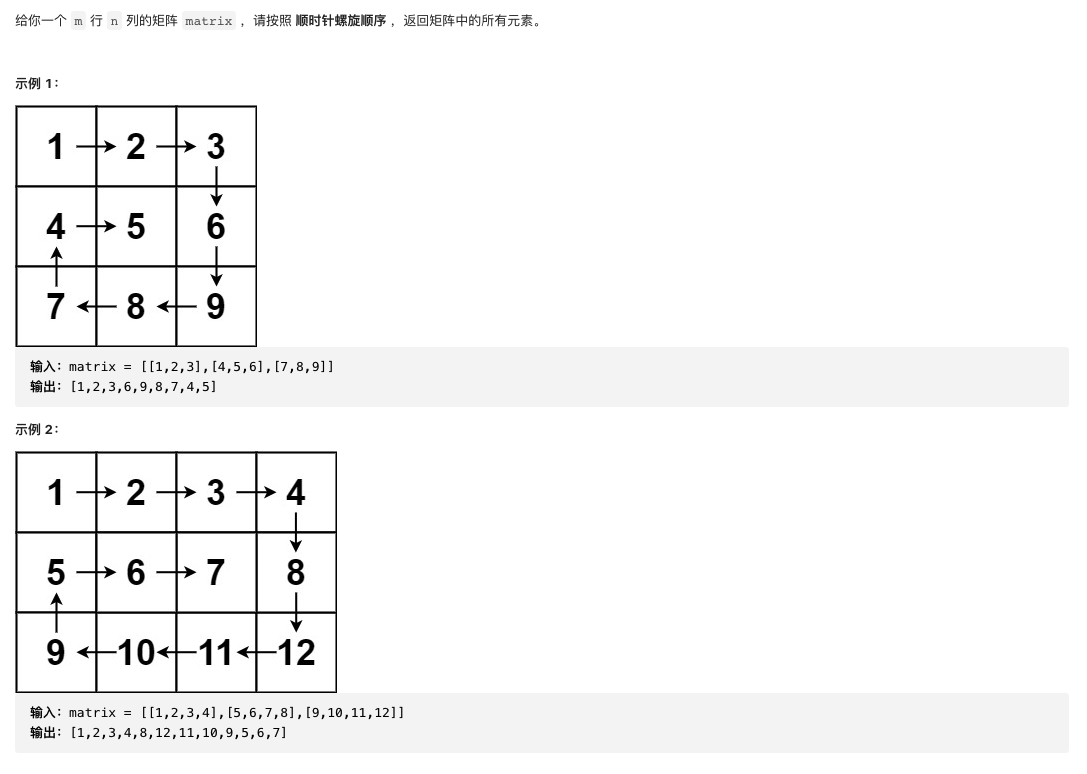 给你一个 m 行 n 列的矩阵 matrix ，请按照 顺时针螺旋顺序 ，返回矩阵中的所有元素。
示例 1：
1 2 3
4 5 6
7 8 9
输入：matrix = [[1,2,3],[4,5,6],[7,8,9]]
输出：[1,2,3,6,9,8,7,4,5]
示例 2：
1 2 3 4
5 6 7 8
9 10 11 12
输入：matrix = [[1,2,3,4],[5,6,7,8],[9,10,11,12]]
输出：[1,2,3,4,8,12,11,10,9,5,6,7]